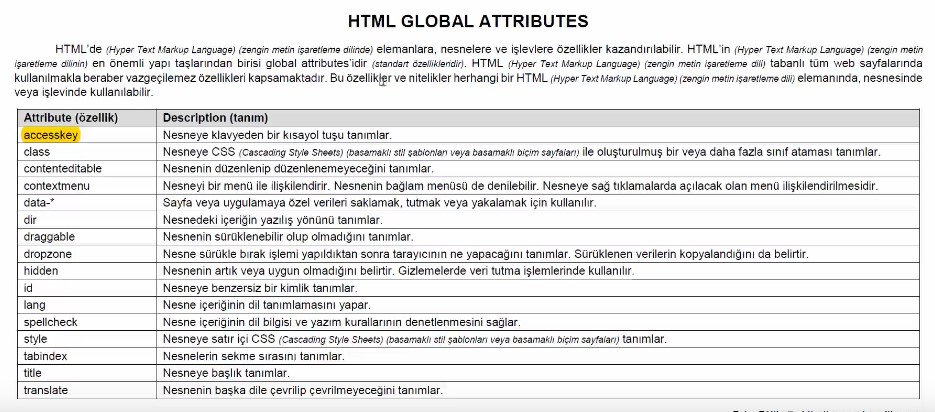 HTML GLOBAL ATTRIBUTES
HTML'de (Hyper Text Markup Language) (zengin metin işaretleme dilinde) elemanlara, nesnelere ve işlevlere özellikler kazandırılabilir. HTML'in (Hyper Text Markup Language) (zengin metin
işaretleme dilinin) en önemli yapı taşlarından birisi global attributes'idir (standart özellikleridir). HTML (Hyper Text Markup Language) (zengin metin işaretleme dili) tabanlı tüm web sayfalarında
kullanılmakla beraber vazgeçilemez özellikleri kapsamaktadır. Bu özellikler ve nitelikler herhangi bir HTML (Hyper Text Markup Language) (zengin metin işaretleme dili) elemanında, nesnesinde
veya işlevinde kullanılabilir.
Attribute (özellik) Description (tanım)
accesskey Nesneye klavyeden bir kısayol tuşu tanımlar.
class Nesneye CSS (Cascading Style Sheets) (basamaklı stil şablonları veya basamaklı biçim sayfaları) ile oluşturulmuş bir veya daha fazla sınıf ataması tanımlar.
contenteditable Nesnenin düzenlenip düzenlenemeyeceğini tanımlar.
contextmenu Nesneyi bir menü ile ilişkilendir. Nesnenin bağlam menüsü de denilebilir. Nesneye sağ tıklamalarda açılacak olan menü ilişkilendirilmesidir.
data-* Sayfa veya uygulamaya özel verileri saklamak, tutmak veya yakalamak için kullanılır.
dir Nesnedeki içeriğin yazılış yönünü tanımlar.
draggable Nesnenin sürüklenebilir olup olmadığını tanımlar.
dropzone Nesne sürükle bırak işlemi yapıldıktan sonra tarayıcının ne yapacağını tanımlar. Sürüklenen verilerin kopyalandığını da belirtir.
hidden Nesnenin artık veya uygun olmadığını belirtir. Gizlemelerde veri tutma işlemlerinde kullanılır.
id Nesneye benzersiz bir kimlik tanımlar.
lang Nesne içeriğinin dil tanımlamasını yapar.
spellcheck Nesne içeriğinin dil bilgisi ve yazım kurallarının denetlenmesini sağlar.
style Nesneye satır içi CSS (Cascading Style Sheets) (basamaklı stil şablonları veya basamaklı biçim sayfaları) tanımlar.
tabindex Nesnelerin sekme sırasını tanımlar.
title Nesneye başlık tanımlar.
translate Nesnenin başka dile çevrilip çevrilmeyeceğini tanımlar.